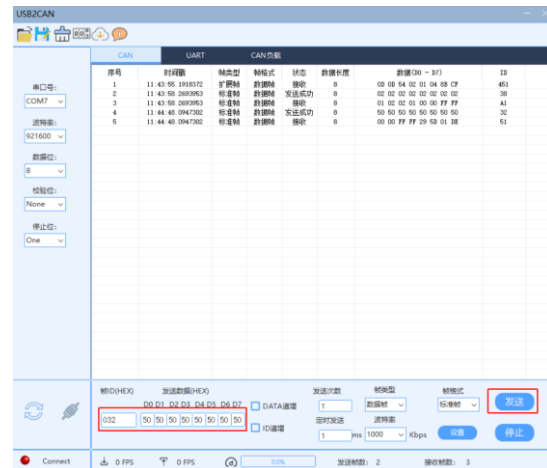 USB2CAN
CAN UART CAN负载
序号 时间戳 帧类型 帧格式 状态 数据长度 数据(D0 - D7) ID
1 11:43:55.1918372 扩展帧 数据帧 接收 8 0D 0D 54 02 01 04 8D CF 451
2 11:43:58.2693953 标准帧 数据帧 发送成功 8 02 02 02 02 02 02 02 02 38
3 11:43:58.2693953 标准帧 数据帧 接收 8 01 02 02 01 00 00 FF FF A1
4 11:44:48.0947302 标准帧 数据帧 发送成功 8 50 50 50 50 50 50 50 50 32
5 11:44:48.0947302 标准帧 数据帧 接收 8 00 00 FF FF 29 5D 01 DE 51
串口号:
COM7
波特率:
921600
数据位:
8
校验位:
None
停止位:
One
帧ID(HEX) 发送数据(HEX) 发送次数 帧类型 帧格式
D0 D1 D2 D3 D4 D5 D6 D7 DATA递增 1 数据帧 标准帧 发送
032 50 50 50 50 50 50 50 50 ID递增 定时发送 波特率
1 ms 1000 Kbps 设置 停止
Connect 0 FPS 0 FPS 0.0% 发送帧数: 2 接收帧数: 3